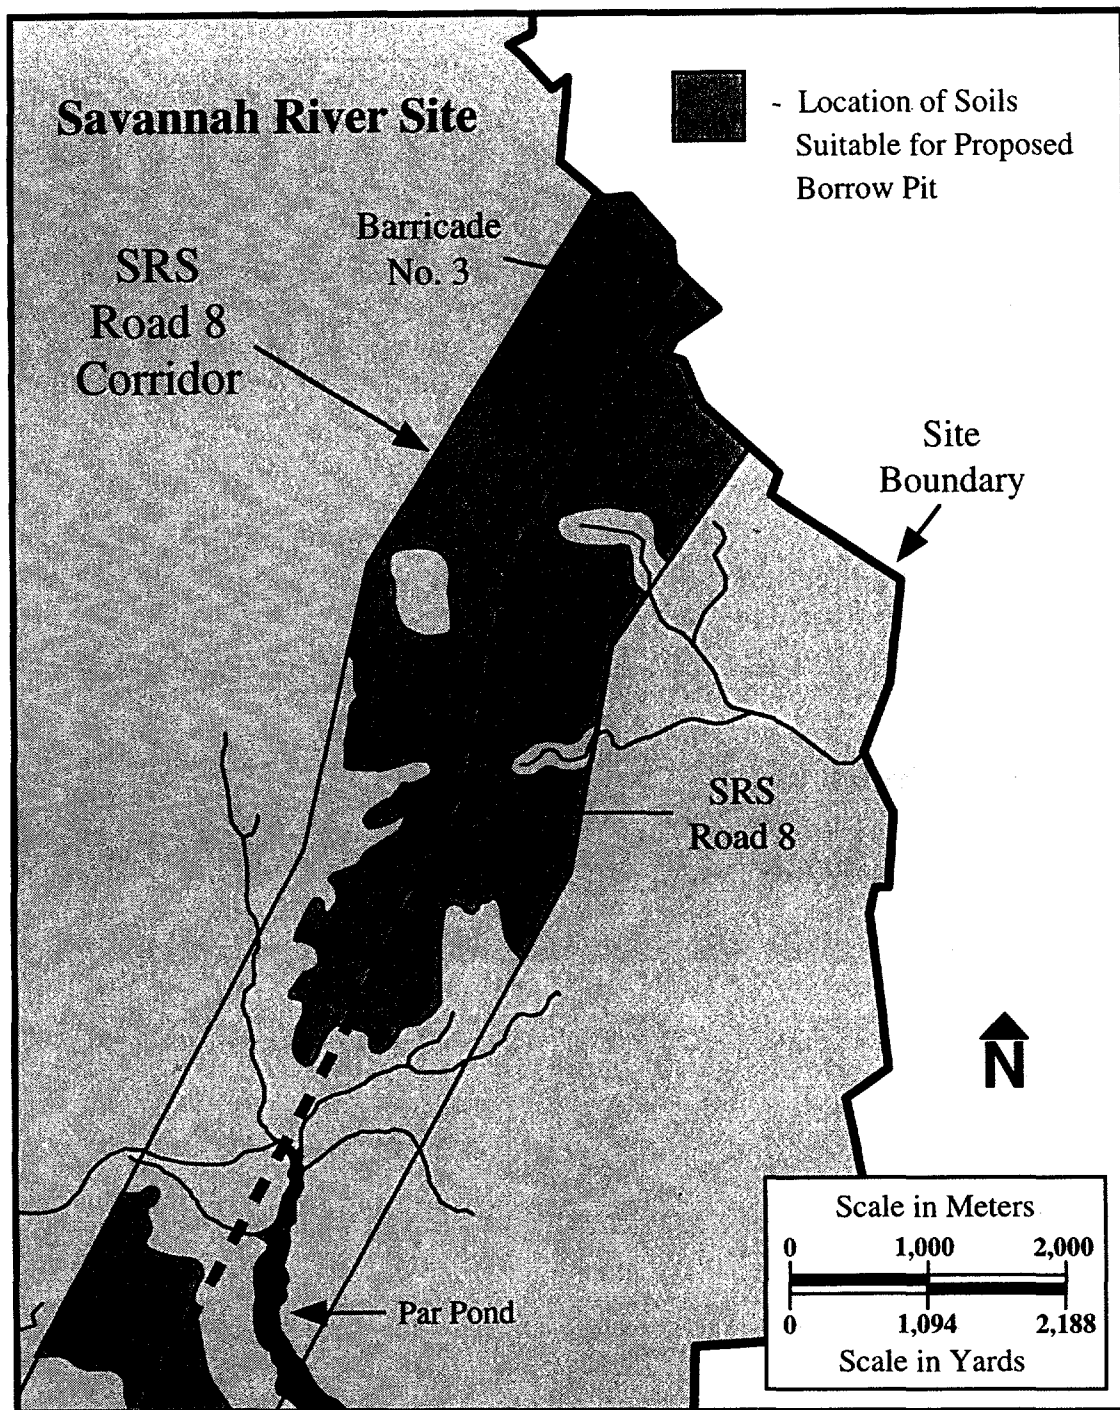 Savannah River Site
- Location of Soils
Suitable for Proposed
Borrow Pit
Barricade
No. 3
SRS
Road 8
Corridor
Site
Boundary
SRS
Road 8
N
Par Pond
Scale in Meters
0 1,000 2,000
0 1,094 2,188
Scale in Yards